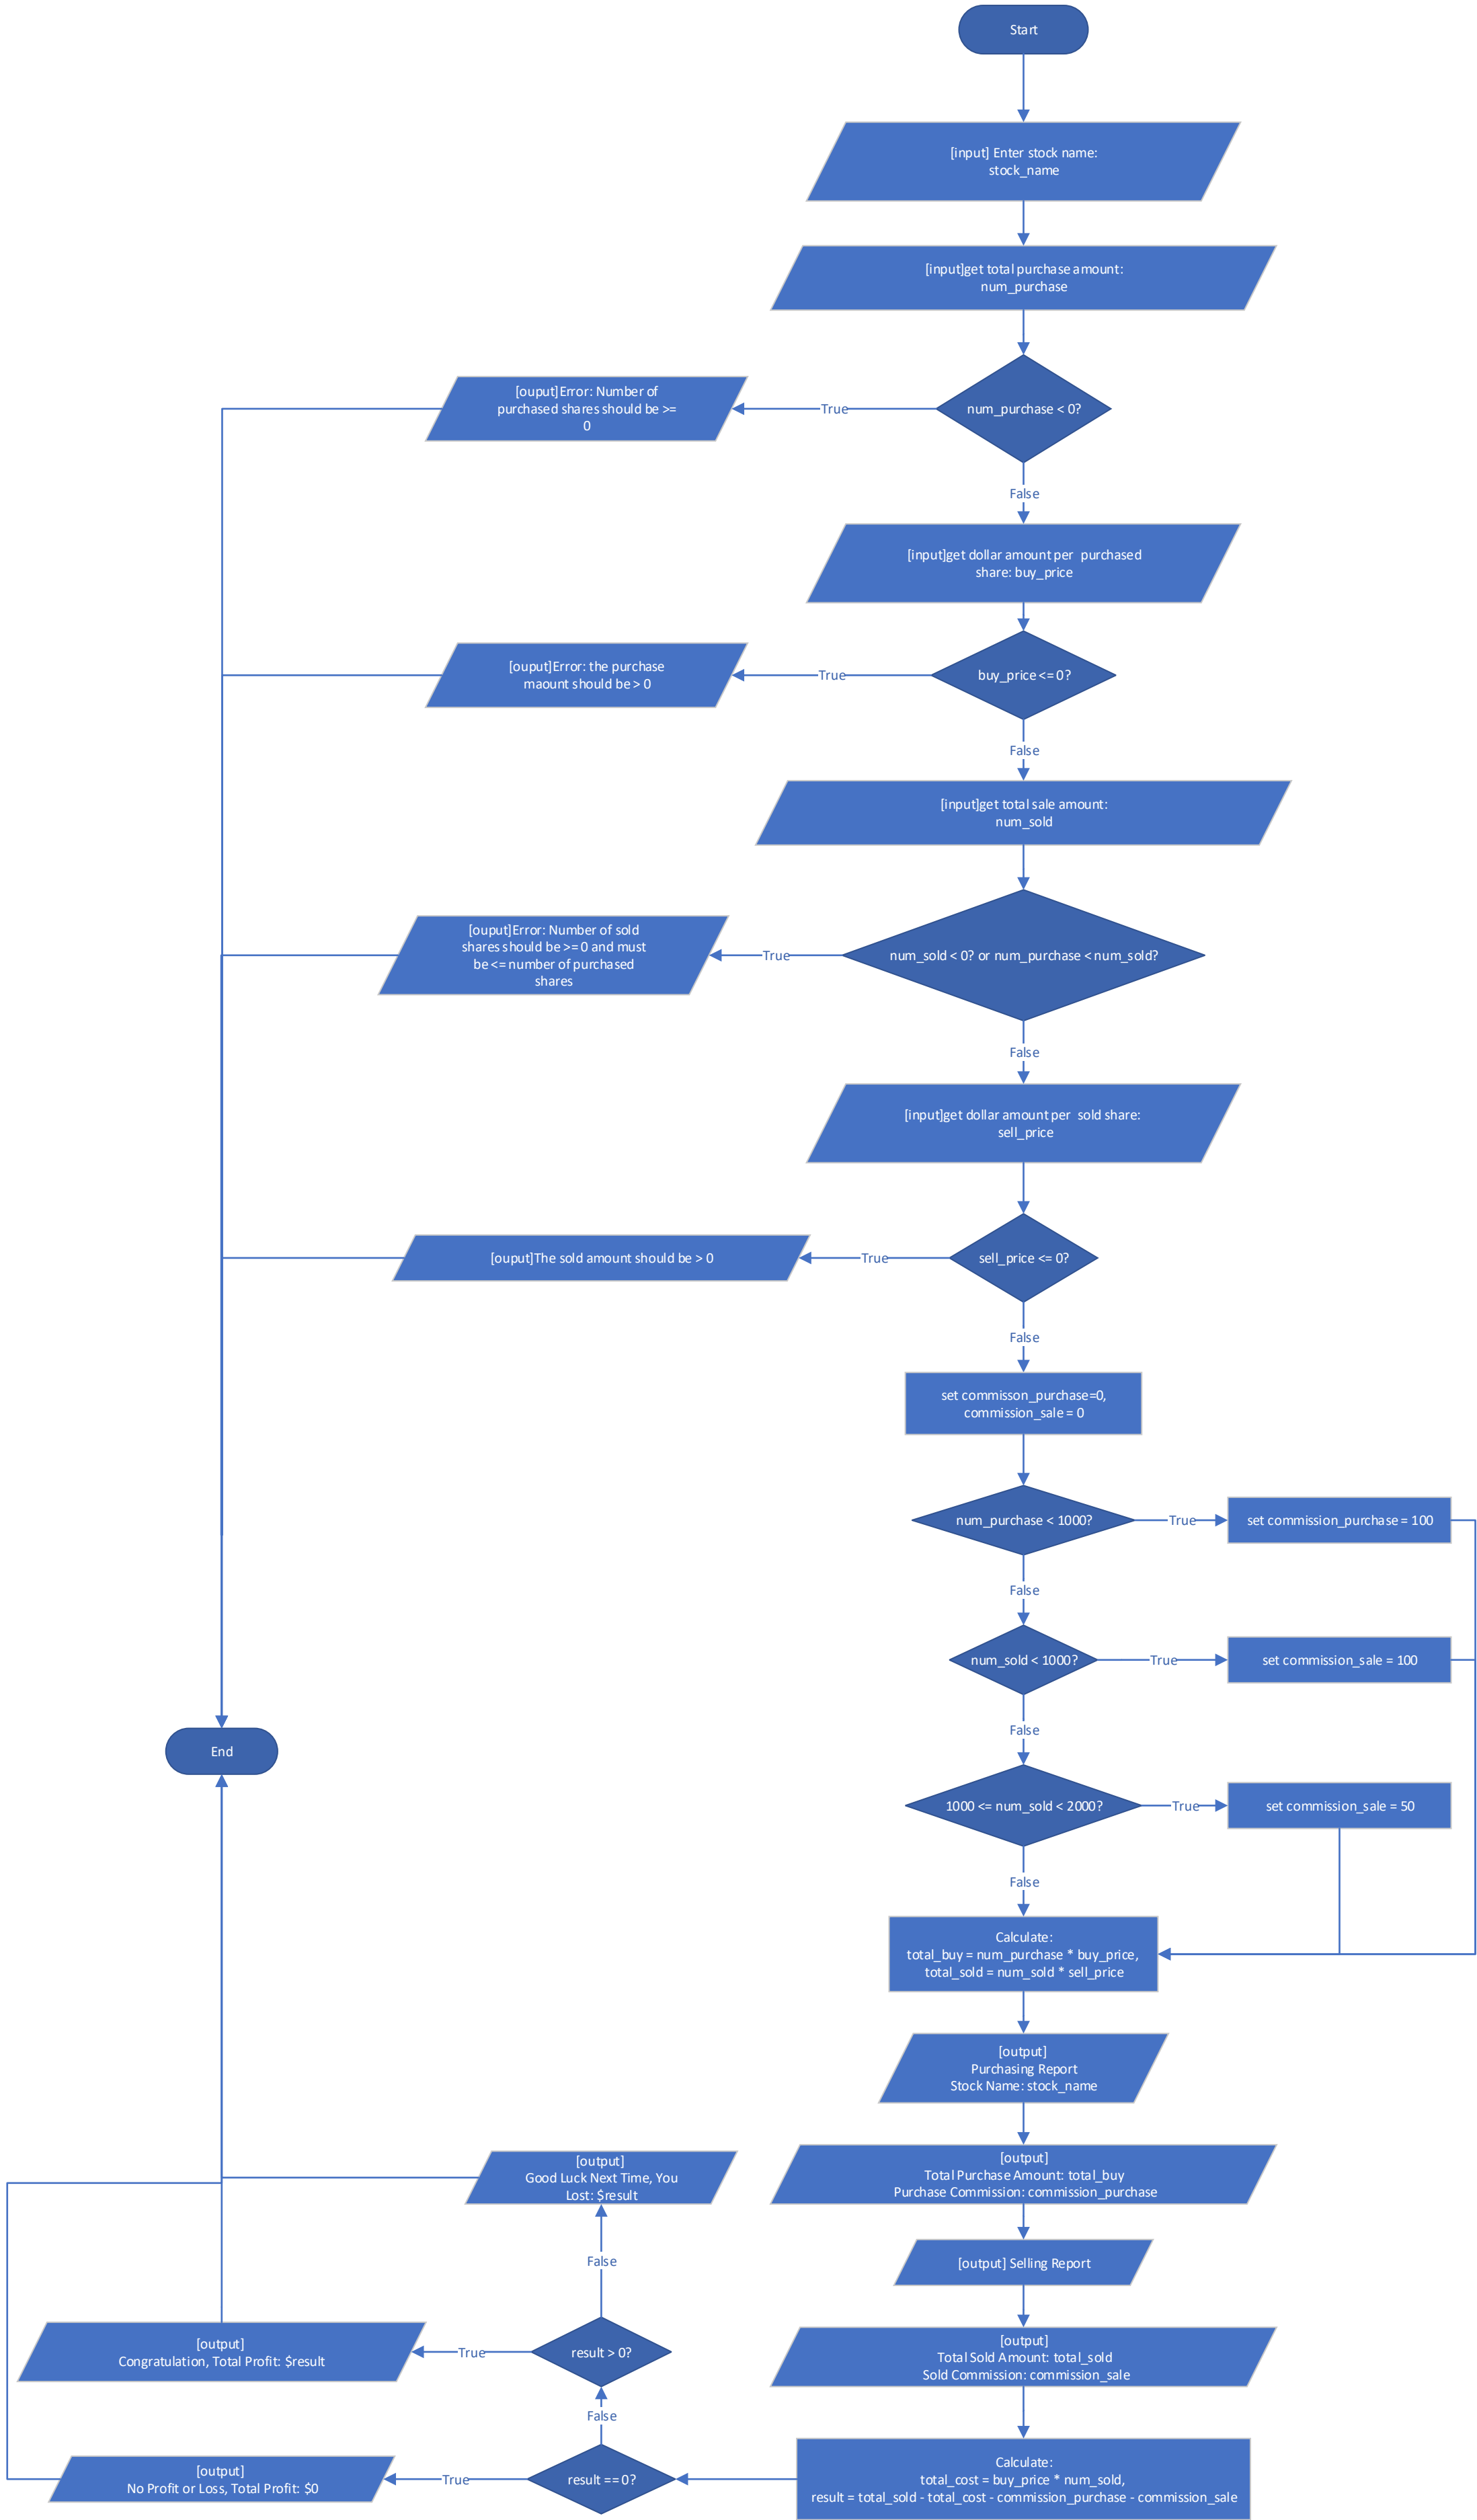 Start
[input] Enter stock name:
stock_name
[input]get total purchase amount:
num_purchase
num_purchase < 0?
True
[ouput]Error: Number of
purchased shares should be >=
0
False
[input]get dollar amount per  purchased
share: buy_price
buy_price <= 0?
True
[ouput]Error: the purchase
maount should be > 0
False
[input]get total sale amount:
num_sold
num_sold < 0? or num_purchase < num_sold?
True
[ouput]Error: Number of sold
shares should be >= 0 and must
be <= number of purchased
shares
False
[input]get dollar amount per  sold share:
sell_price
sell_price <= 0?
True
[ouput]The sold amount should be > 0
False
set commisson_purchase=0,
commission_sale = 0
num_purchase < 1000?
True
set commission_purchase = 100
False
num_sold < 1000?
True
set commission_sale = 100
False
1000 <= num_sold < 2000?
True
set commission_sale = 50
False
Calculate:
total_buy = num_purchase * buy_price,
total_sold = num_sold * sell_price
[output]
Purchasing Report
Stock Name: stock_name
[output]
Total Purchase Amount: total_buy
Purchase Commission: commission_purchase
[output] Selling Report
[output]
Total Sold Amount: total_sold
Sold Commission: commission_sale
Calculate:
total_cost = buy_price * num_sold,
result = total_sold - total_cost - commission_purchase - commission_sale
result == 0?
True
[output]
No Profit or Loss, Total Profit: $0
False
result > 0?
True
[output]
Congratulation, Total Profit: $result
False
[output]
Good Luck Next Time, You
Lost: $result
End